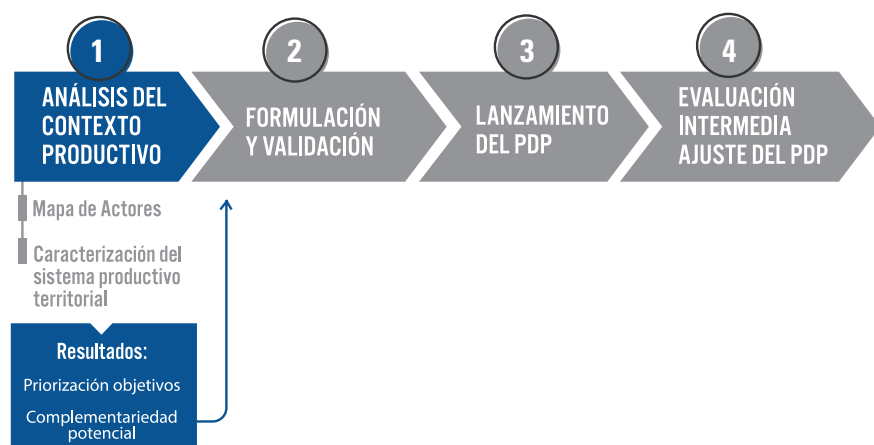 1
ANÁLISIS DEL
CONTEXTO
PRODUCTIVO
2
FORMULACIÓN
Y VALIDACIÓN
3
LANZAMIENTO
DEL PDP
4
EVALUACIÓN
INTERMEDIA
AJUSTE DEL PDP
Mapa de Actores
Caracterización del
sistema productivo
territorial
Resultados:
Priorización objetivos
Complementariedad
potencial